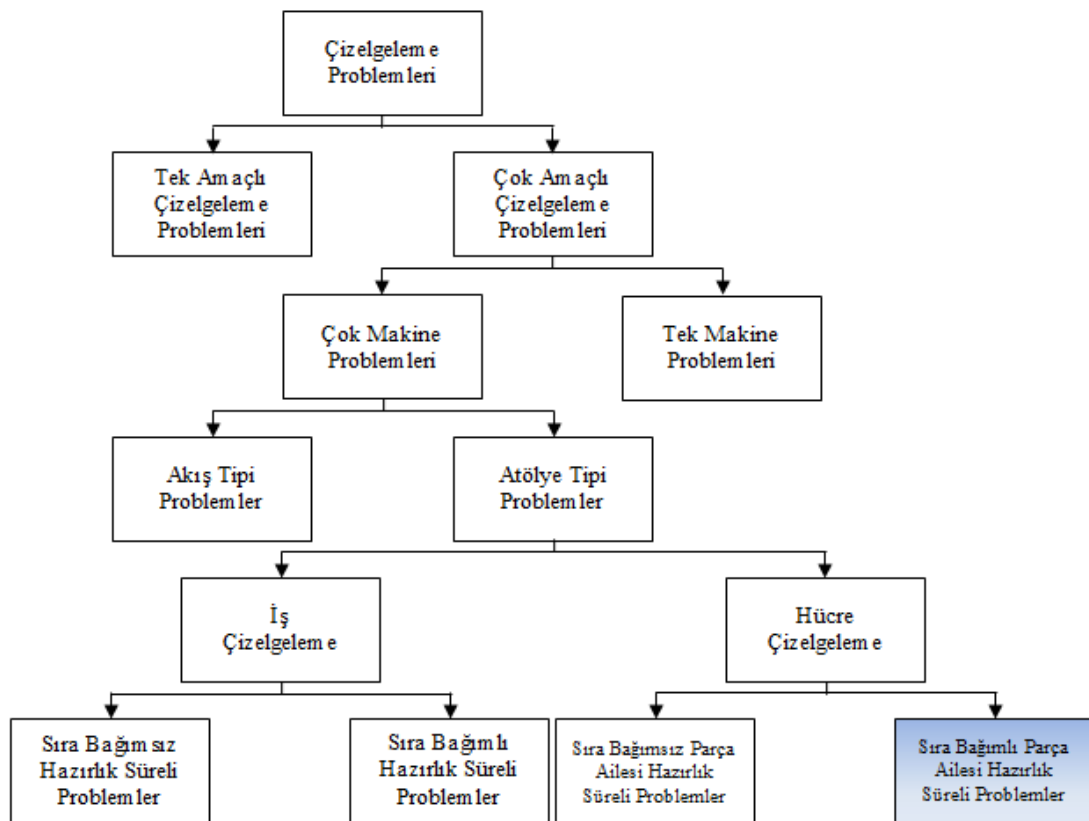 Çizelgeleme
Problemleri
Tek Amaçlı
Çizelgeleme
Problemleri
Çok Amaçlı
Çizelgeleme
Problemleri
Çok Makine
Problemleri
Tek Makine
Problemleri
Akış Tipi
Problemler
Atölye Tipi
Problemler
İş
Çizelgeleme
Hücre
Çizelgeleme
Sıra Bağımsız
Hazırlık Süreli
Problemler
Sıra Bağımlı
Hazırlık Süreli
Problemler
Sıra Bağımsız Parça
Ailesi Hazırlık
Süreli Problemler
Sıra Bağımlı Parça
Ailesi Hazırlık
Süreli Problemler